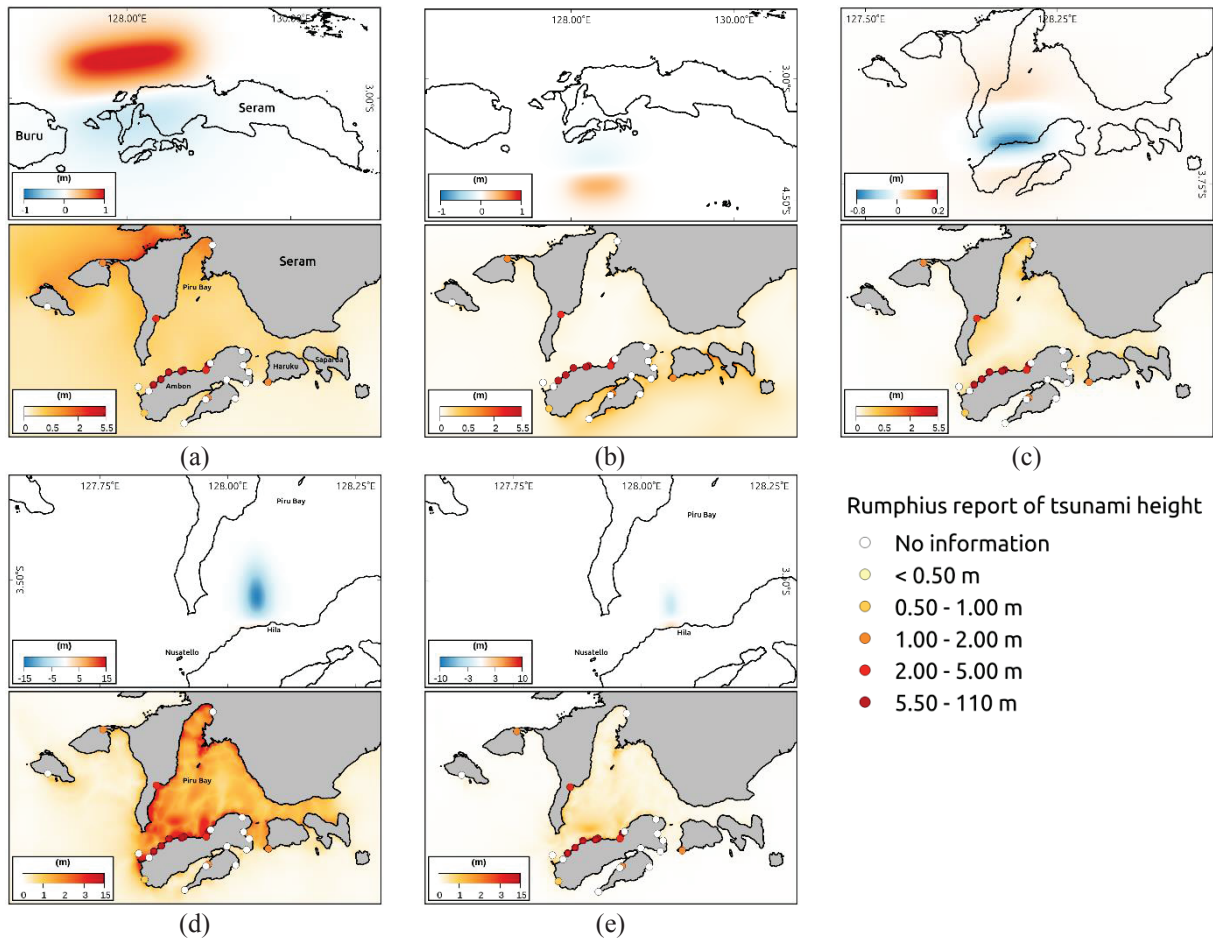 128.00°E 130.00°E
3.00°S
Buru
Seram
(m)
-1 0 1
Seram
Piru Bay
Ambon
Haruku
Saparua
(m)
0 0.5 2 5.5
(a)
128.00°E 130.00°E
3.00°S
4.50°S
(m)
-1 0 1
(m)
0 0.5 2 5.5
(b)
127.50°E 128.25°E
3.75°S
(m)
-0.8 0 0.2
(m)
0 0.5 2 5.5
(c)
127.75°E 128.00°E 128.25°E
Piru Bay
3.50°S
Hila
Nusatello
(m)
-15 -5 5 15
Piru Bay
(m)
0 1 2 3 15
(d)
127.75°E 128.00°E 128.25°E
Piru Bay
Hila
Nusatello
(m)
-10 -3 3 10
(m)
0 1 2 3 15
(e)
Rumphius report of tsunami height
No information
< 0.50 m
0.50 - 1.00 m
1.00 - 2.00 m
2.00 - 5.00 m
5.50 - 110 m